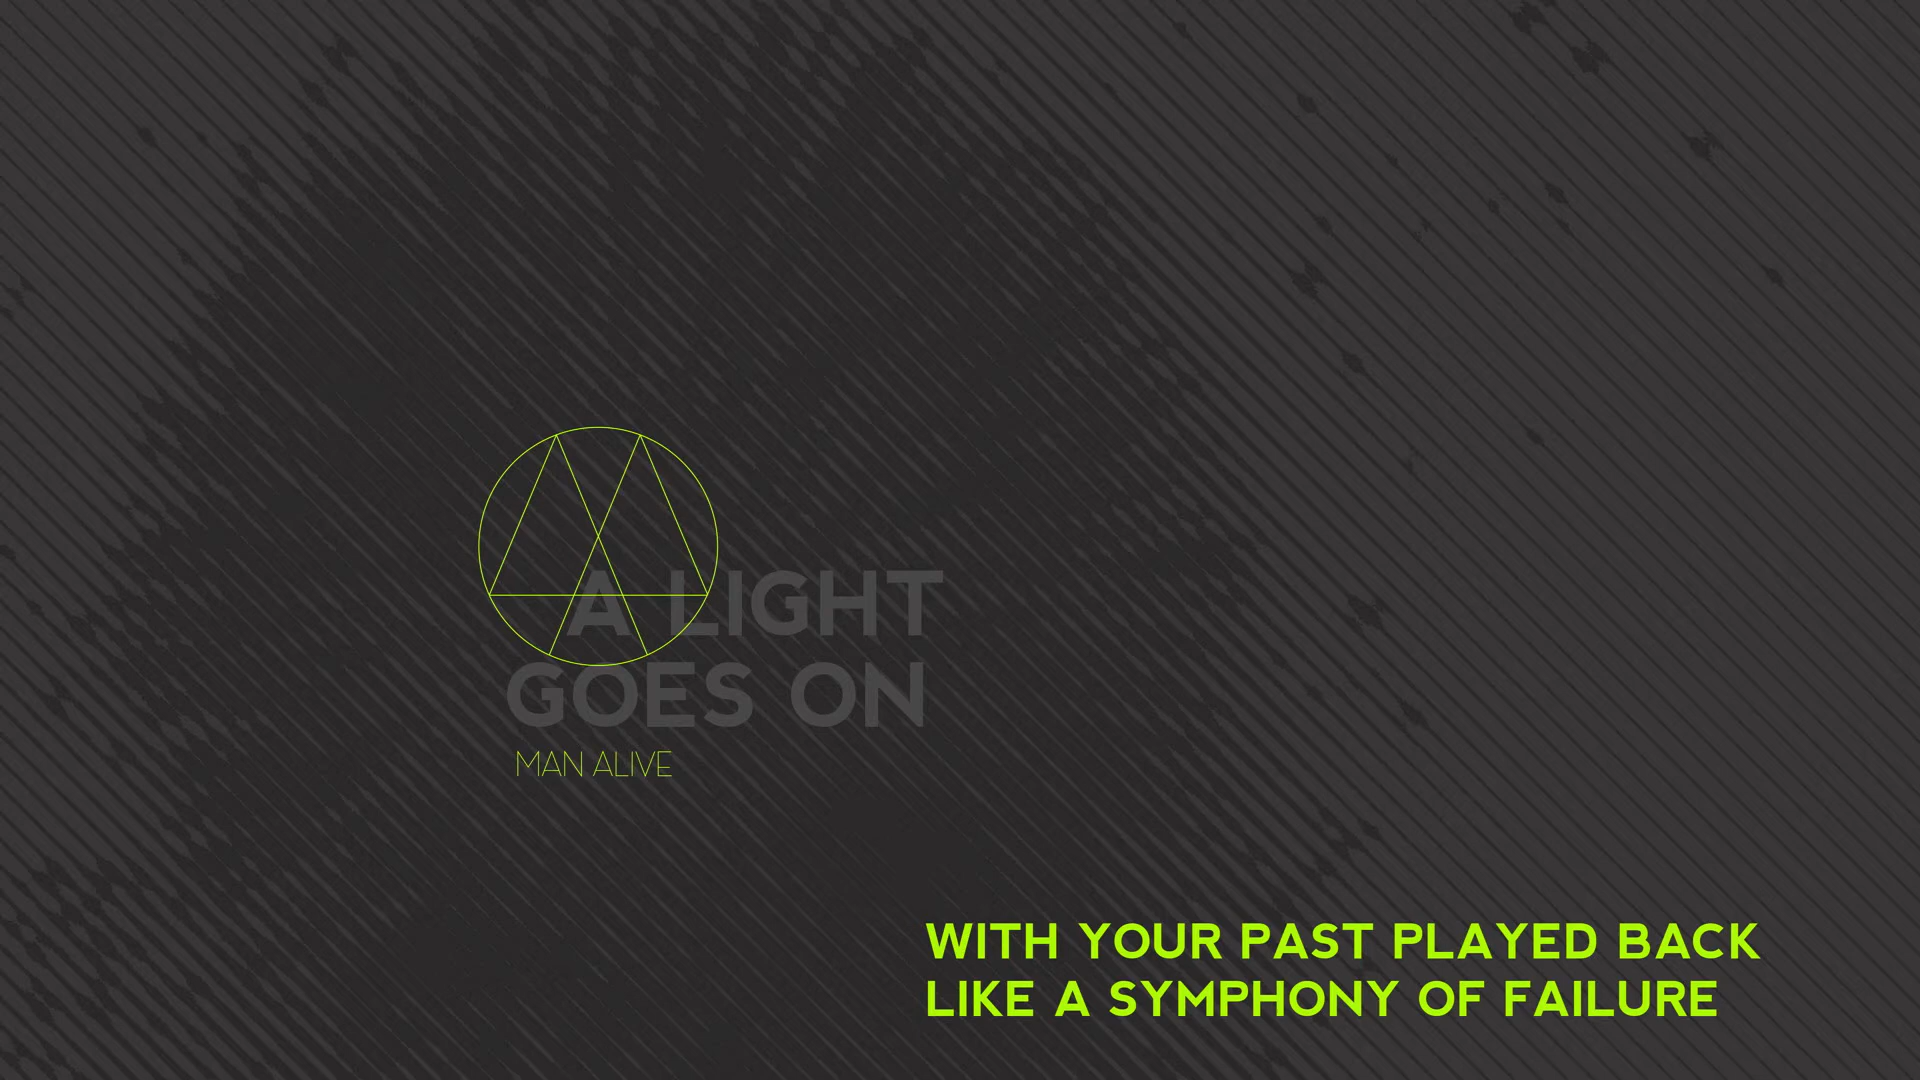 A LIGHT
GOES ON
MAN ALIVE
WITH YOUR PAST PLAYED BACK
LIKE A SYMPHONY OF FAILURE